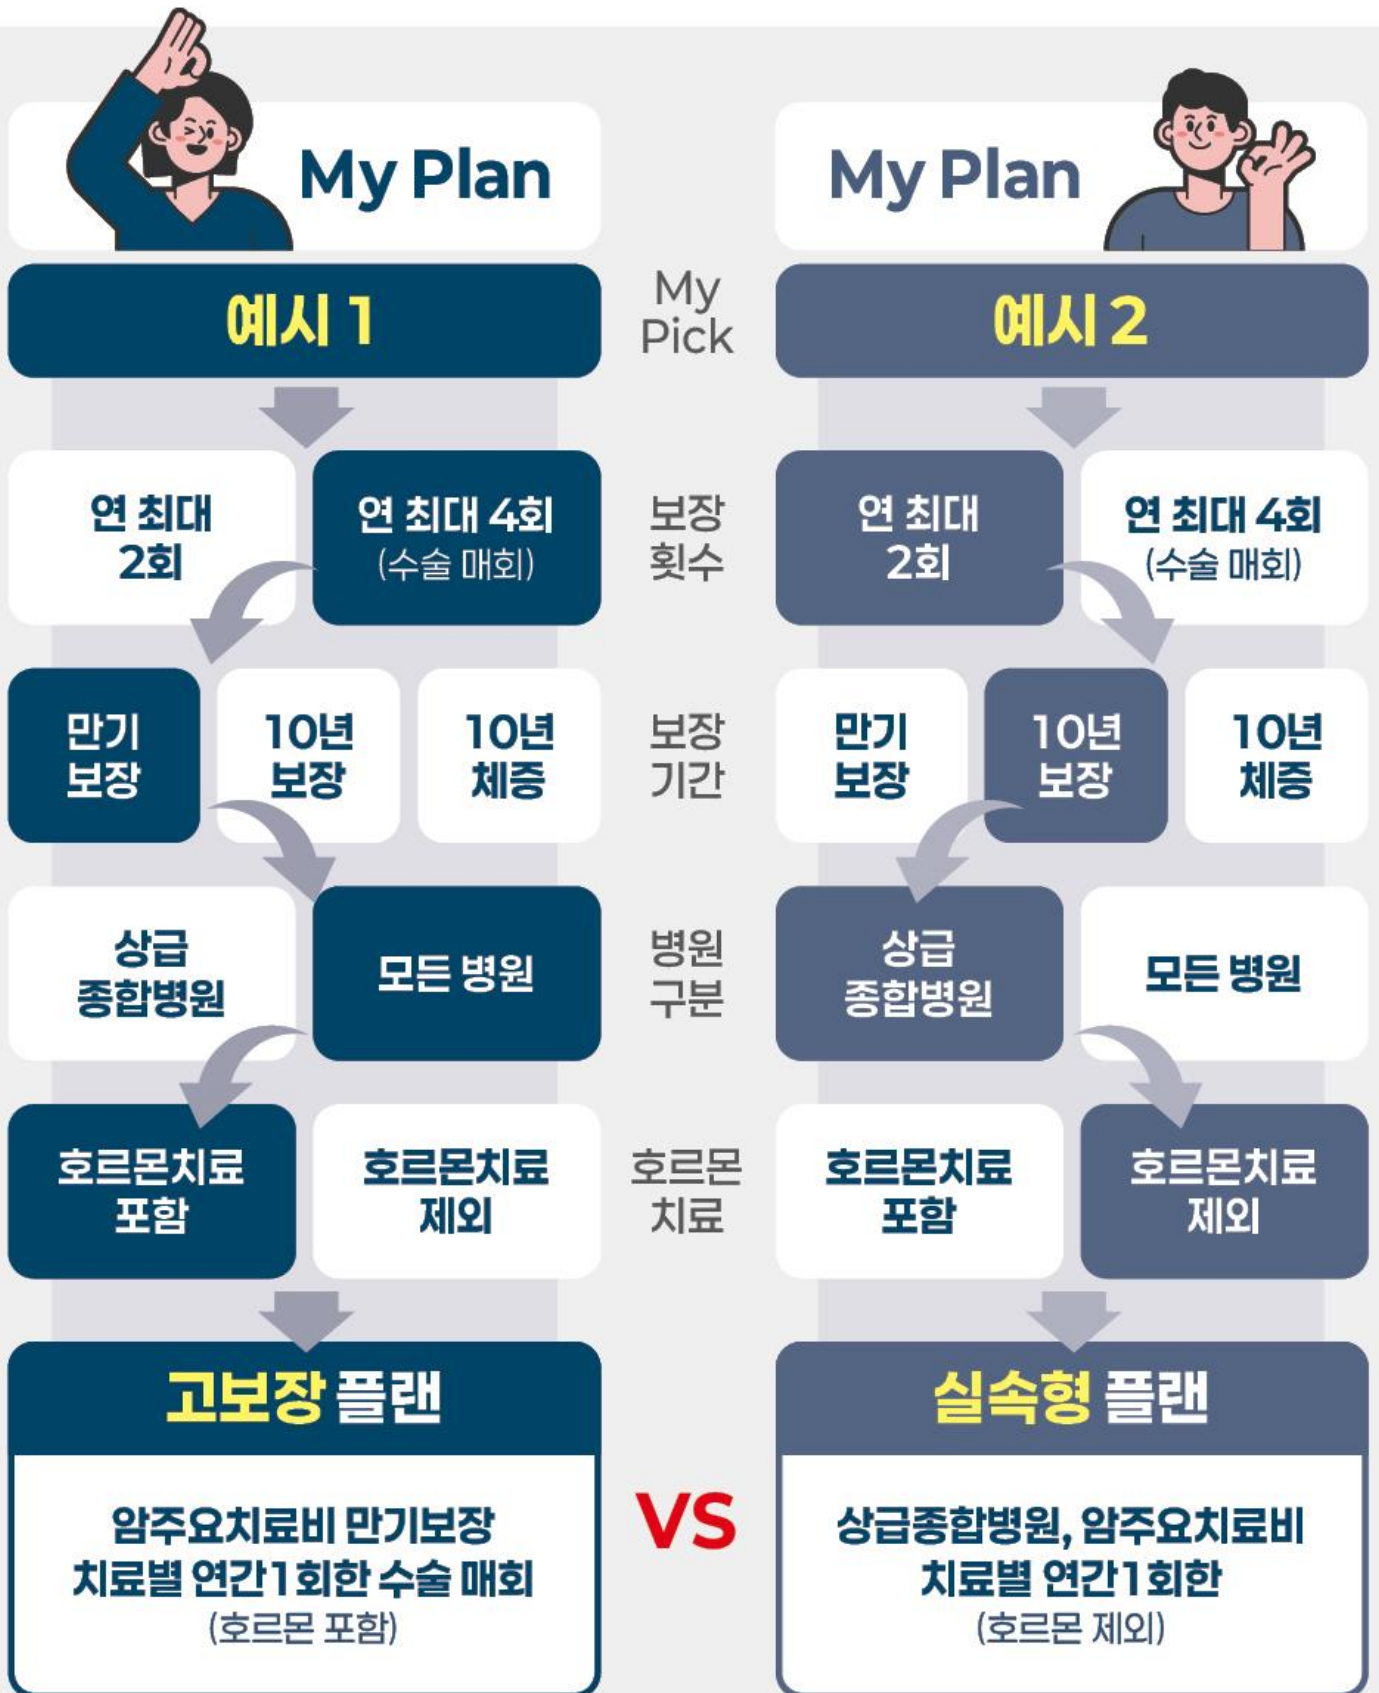 My Plan
My Plan
예시 1
My
Pick
예시 2
연 최대
2회
연 최대 4회
(수술 매회)
보장
횟수
연 최대
2회
연 최대 4회
(수술 매회)
만기
보장
10년
보장
10년
체증
보장
기간
만기
보장
10년
보장
10년
체증
상급
종합병원
모든 병원
병원
구분
상급
종합병원
모든 병원
호르몬치료
포함
호르몬치료
제외
호르몬
치료
호르몬치료
포함
호르몬치료
제외
고보장 플랜
암주요치료비 만기보장
치료별 연간1회한 수술 매회
(호르몬 포함)
VS
실속형 플랜
상급종합병원, 암주요치료비
치료별 연간1회한
(호르몬 제외)